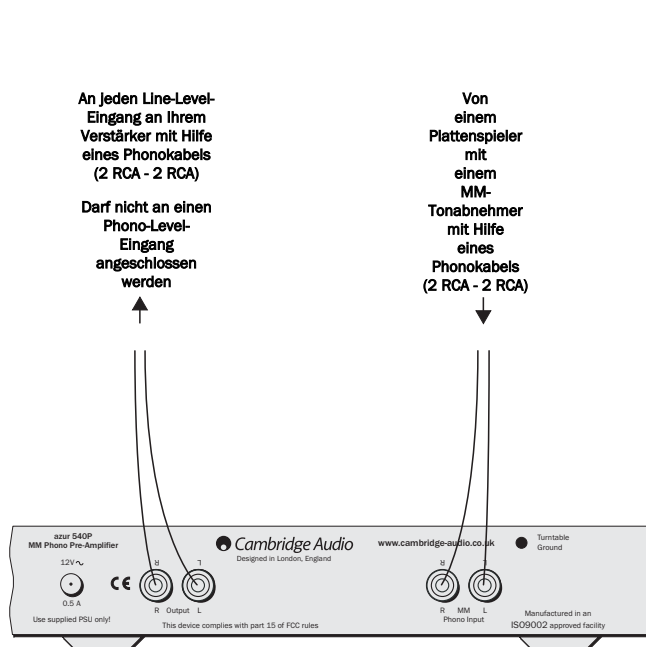 An jeden Line-Level-
Eingang an Ihrem
Verstärker mit Hilfe
eines Phonokabels
(2 RCA - 2 RCA)
Darf nicht an einen
Phono-Level-
Eingang
angeschlossen
werden
Von
einem
Plattenspieler
mit
einem
MM-
Tonabnehmer
mit Hilfe
eines
Phonokabels
(2 RCA - 2 RCA)
azur 540P
MM Phono Pre-Amplifier
12V~
0.5 A
Use supplied PSU only!
CE
R L
R Output L
This device complies with part 15 of FCC rules
Cambridge Audio
Designed in London, England
www.cambridge-audio.co.uk
R L
R MM L
Phono Input
Turntable
Ground
Manufactured in an
ISO9002 approved facility